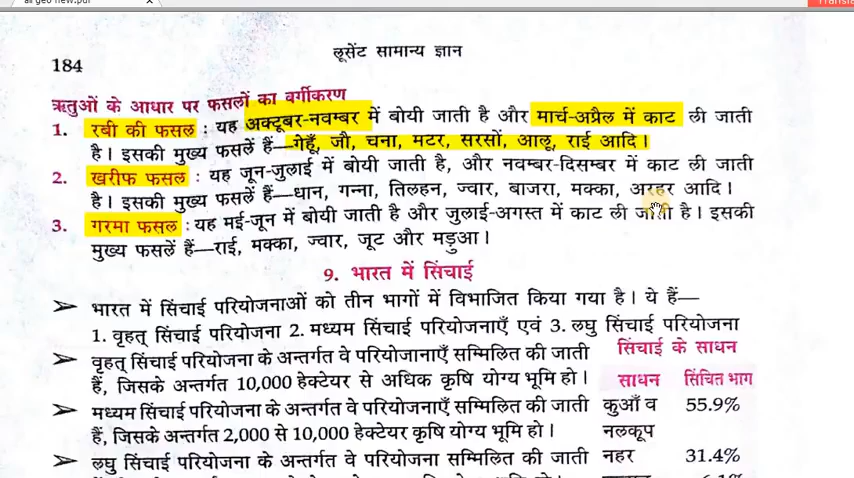 geo new.pdf
लूसेंट सामान्य ज्ञान
184
ऋतुओं के आधार पर फसलों का वर्गीकरण
1. रबी की फसल : यह अक्टूबर-नवम्बर में बोयी जाती है और मार्च-अप्रैल में काट ली जाती
है। इसकी मुख्य फसलें हैं—गेहूँ, जौ, चना, मटर, सरसों, आलू, राई आदि।
2. खरीफ फसल : यह जून-जुलाई में बोयी जाती है, और नवम्बर-दिसम्बर में काट ली जाती
है। इसकी मुख्य फसलें हैं—धान, गन्ना, तिलहन, ज्वार, बाजरा, मक्का, अरहर आदि।
3. गरमा फसल : यह मई-जून में बोयी जाती है और जुलाई-अगस्त में काट ली जाती है। इसकी
मुख्य फसलें हैं—राई, मक्का, ज्वार, जूट और मड़ुआ।
9. भारत में सिंचाई
➢ भारत में सिंचाई परियोजनाओं को तीन भागों में विभाजित किया गया है। ये हैं—
1. वृहत् सिंचाई परियोजना 2. मध्यम सिंचाई परियोजनाएँ एवं 3. लघु सिंचाई परियोजना
➢ वृहत् सिंचाई परियोजना के अन्तर्गत वे परियोजानाएँ सम्मिलित की जाती
हैं, जिसके अन्तर्गत 10,000 हेक्टेयर से अधिक कृषि योग्य भूमि हो।
➢ मध्यम सिंचाई परियोजना के अन्तर्गत वे परियोजनाएँ सम्मिलित की जाती
हैं, जिसके अन्तर्गत 2,000 से 10,000 हेक्टेयर कृषि योग्य भूमि हो।
➢ लघु सिंचाई परियोजना के अन्तर्गत वे परियोजना सम्मिलित की जाती
सिंचाई के साधन
साधन सिंचित भाग
कुआँ व 55.9%
नलकूप
नहर 31.4%